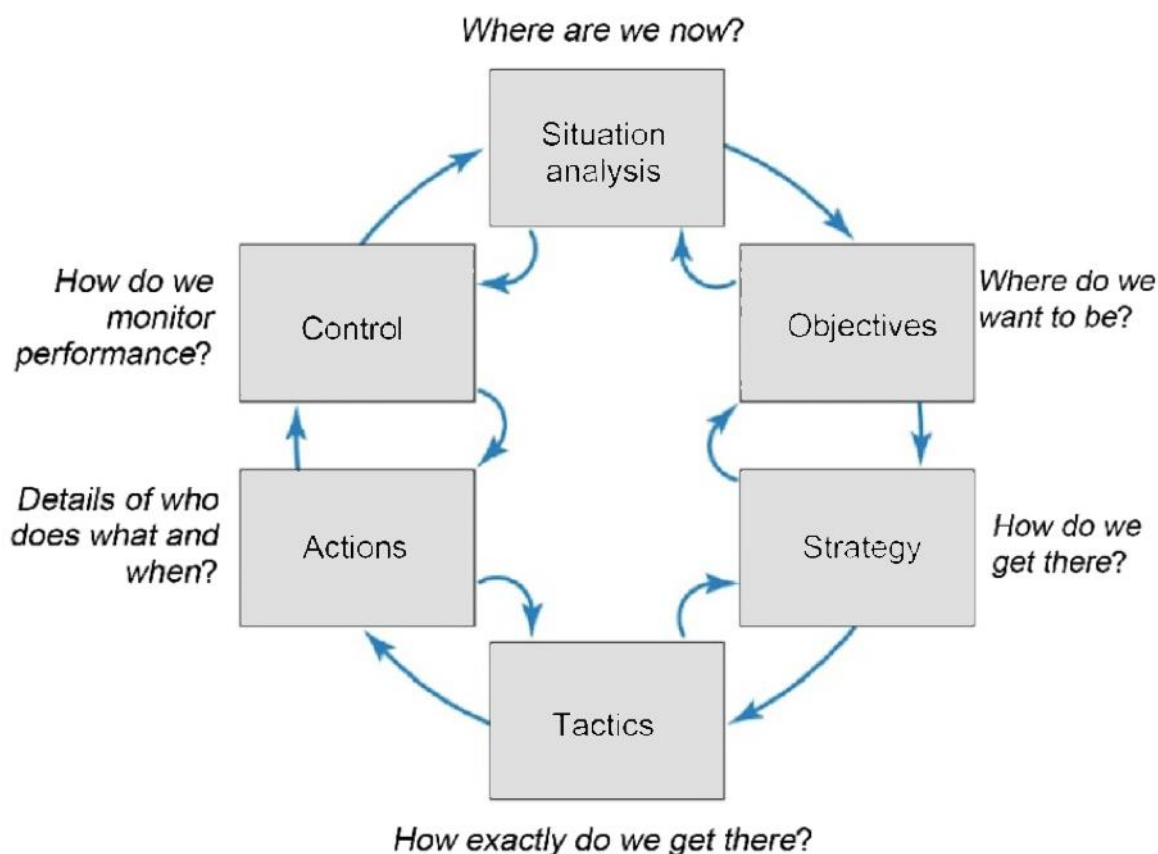 Where are we now?
Situation
analysis
How do we
monitor
performance?
Control
Objectives
Where do we
want to be?
Details of who
does what and
when?
Actions
Strategy
How do we
get there?
Tactics
How exactly do we get there?